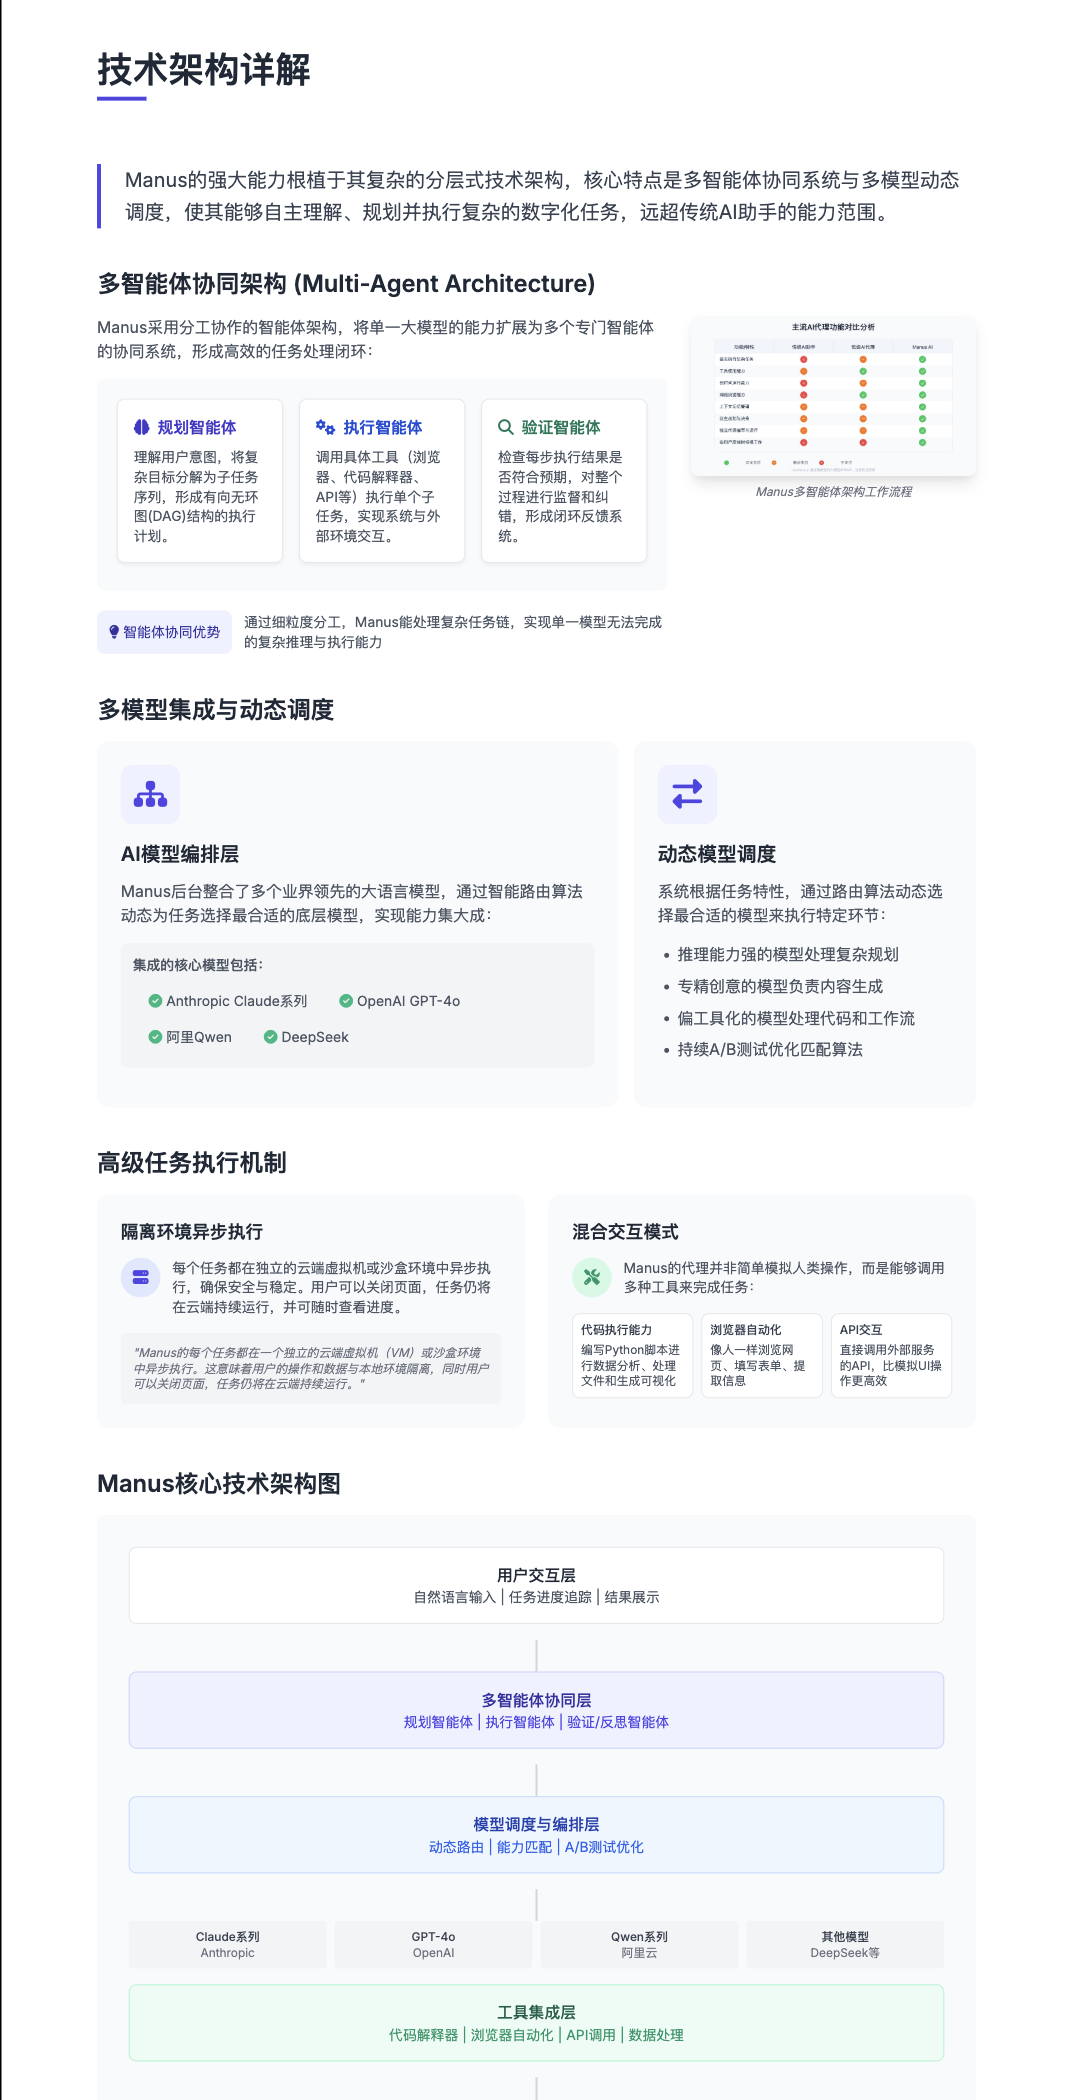 技术架构详解
Manus的强大能力根植于其复杂的分层式技术架构，核心特点是多智能体协同系统与多模型动态
调度，使其能够自主理解、规划并执行复杂的数字化任务，远超传统AI助手的能力范围。
多智能体协同架构 (Multi-Agent Architecture)
Manus采用分工协作的智能体架构，将单一大模型的能力扩展为多个专门智能体
的协同系统，形成高效的任务处理闭环：
规划智能体
理解用户意图，将复
杂目标分解为子任务
序列，形成有向无环
图(DAG)结构的执行
计划。
执行智能体
调用具体工具（浏览
器、代码解释器、
API等）执行单个子
任务，实现系统与外
部环境交互。
验证智能体
检查每步执行结果是
否符合预期，对整个
过程进行监督和纠
错，形成闭环反馈系
统。
智能体协同优势
通过细粒度分工，Manus能处理复杂任务链，实现单一模型无法完成
的复杂推理与执行能力
主流AI代理功能对比分析
Manus AI
Manus多智能体架构工作流程
多模型集成与动态调度
AI模型编排层
Manus后台整合了多个业界领先的大语言模型，通过智能路由算法
动态为任务选择最合适的底层模型，实现能力集大成：
集成的核心模型包括：
Anthropic Claude系列
OpenAI GPT-4o
阿里Qwen
DeepSeek
动态模型调度
系统根据任务特性，通过路由算法动态选
择最合适的模型来执行特定环节：
• 推理能力强的模型处理复杂规划
• 专精创意的模型负责内容生成
• 偏工具化的模型处理代码和工作流
• 持续A/B测试优化匹配算法
高级任务执行机制
隔离环境异步执行
每个任务都在独立的云端虚拟机或沙盒环境中异步执
行，确保安全与稳定。用户可以关闭页面，任务仍将
在云端持续运行，并可随时查看进度。
"Manus的每个任务都在一个独立的云端虚拟机（VM）或沙盒环境
中异步执行。这意味着用户的操作和数据与本地环境隔离，同时用户
可以关闭页面，任务仍将在云端持续运行。"
混合交互模式
Manus的代理并非简单模拟人类操作，而是能够调用
多种工具来完成任务：
代码执行能力
编写Python脚本进
行数据分析、处理
文件和生成可视化
浏览器自动化
像人一样浏览网
页、填写表单、提
取信息
API交互
直接调用外部服务
的API，比模拟UI操
作更高效
Manus核心技术架构图
用户交互层
自然语言输入 | 任务进度追踪 | 结果展示
多智能体协同层
规划智能体 | 执行智能体 | 验证/反思智能体
模型调度与编排层
动态路由 | 能力匹配 | A/B测试优化
Claude系列
Anthropic
GPT-4o
OpenAI
Qwen系列
阿里云
其他模型
DeepSeek等
工具集成层
代码解释器 | 浏览器自动化 | API调用 | 数据处理